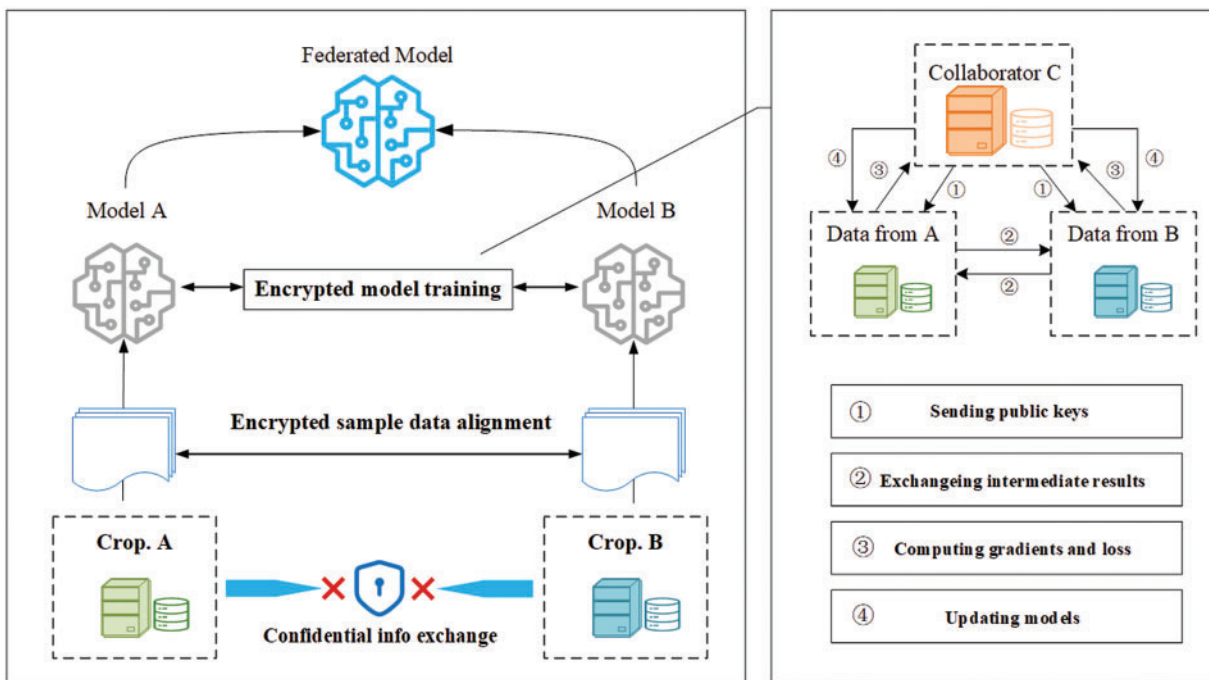 Federated Model
Model A
Model B
Encrypted model training
Encrypted sample data alignment
Crop. A
Crop. B
Confidential info exchange
Collaborator C
④
③
①
①
③
④
Data from A
②
②
Data from B
① Sending public keys
② Exchangeing intermediate results
③ Computing gradients and loss
④ Updating models